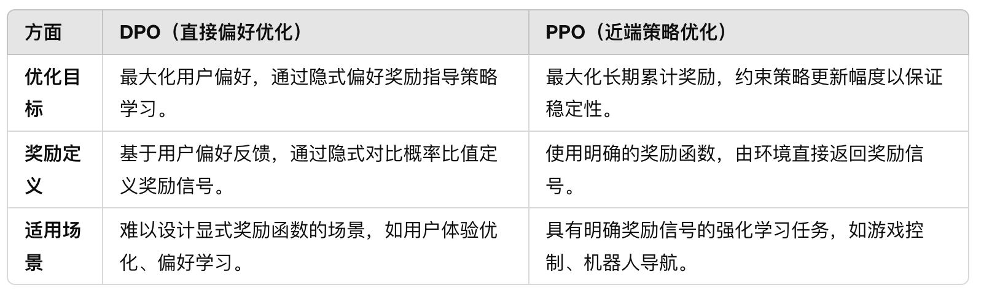 方面 DPO（直接偏好优化） PPO（近端策略优化）
优化目标 最大化用户偏好，通过隐式偏好奖励指导策略学习。 最大化长期累计奖励，约束策略更新幅度以保证稳定性。
奖励定义 基于用户偏好反馈，通过隐式对比概率比值定义奖励信号。 使用明确的奖励函数，由环境直接返回奖励信号。
适用场景 难以设计显式奖励函数的场景，如用户体验优化、偏好学习。 具有明确奖励信号的强化学习任务，如游戏控制、机器人导航。